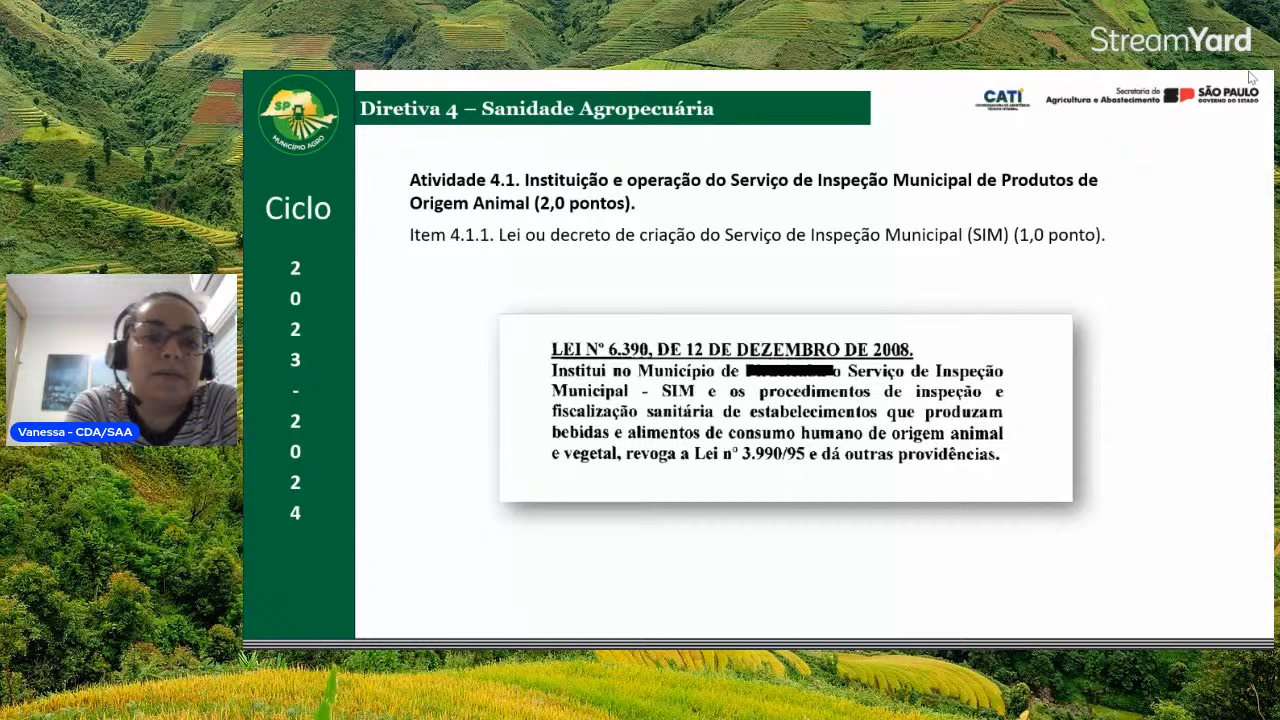 StreamYard
SP
MUNICÍPIO AGRO
Diretiva 4 – Sanidade Agropecuária
CATI
Secretaria de
Agricultura e Abastecimento
SÃO PAULO
GOVERNO DO ESTADO
Ciclo
2
0
2
3
-
2
0
2
4
Atividade 4.1. Instituição e operação do Serviço de Inspeção Municipal de Produtos de
Origem Animal (2,0 pontos).
Item 4.1.1. Lei ou decreto de criação do Serviço de Inspeção Municipal (SIM) (1,0 ponto).
LEI Nº 6.390, DE 12 DE DEZEMBRO DE 2008.
Institui no Município de o Serviço de Inspeção
Municipal - SIM e os procedimentos de inspeção e
fiscalização sanitária de estabelecimentos que produzam
bebidas e alimentos de consumo humano de origem animal
e vegetal, revoga a Lei nº 3.990/95 e dá outras providências.
Vanessa - CDA/SAA